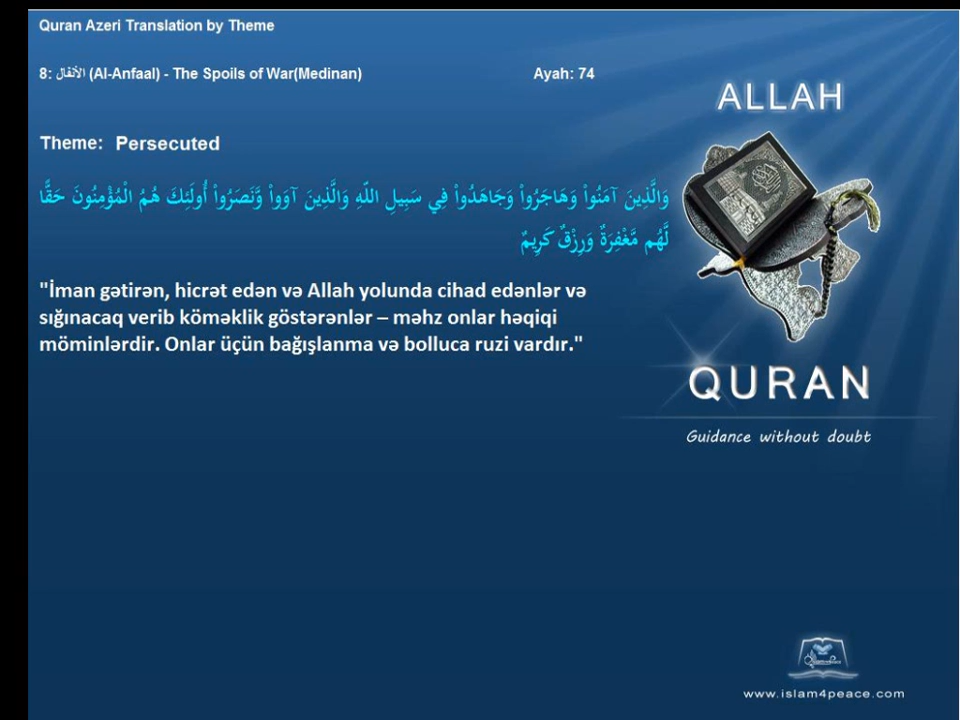 Quran Azeri Translation by Theme
8: الأنفال (Al-Anfaal) - The Spoils of War(Medinan) Ayah: 74
Theme: Persecuted
وَالَّذِينَ آمَنُواْ وَهَاجَرُواْ وَجَاهَدُواْ فِي سَبِيلِ اللّهِ وَالَّذِينَ آوَواْ وَّنَصَرُواْ أُولَئِكَ هُمُ الْمُؤْمِنُونَ حَقًّا
لَّهُم مَّغْفِرَةٌ وَرِزْقٌ كَرِيمٌ
"İman gətirən, hicrət edən və Allah yolunda cihad edənlər və
sığınacaq verib köməklik göstərənlər – məhz onlar həqiqi
möminlərdir. Onlar üçün bağışlanma və bolluca ruzi vardır."
ALLAH
QURAN
Guidance without doubt
www.islam4peace.com